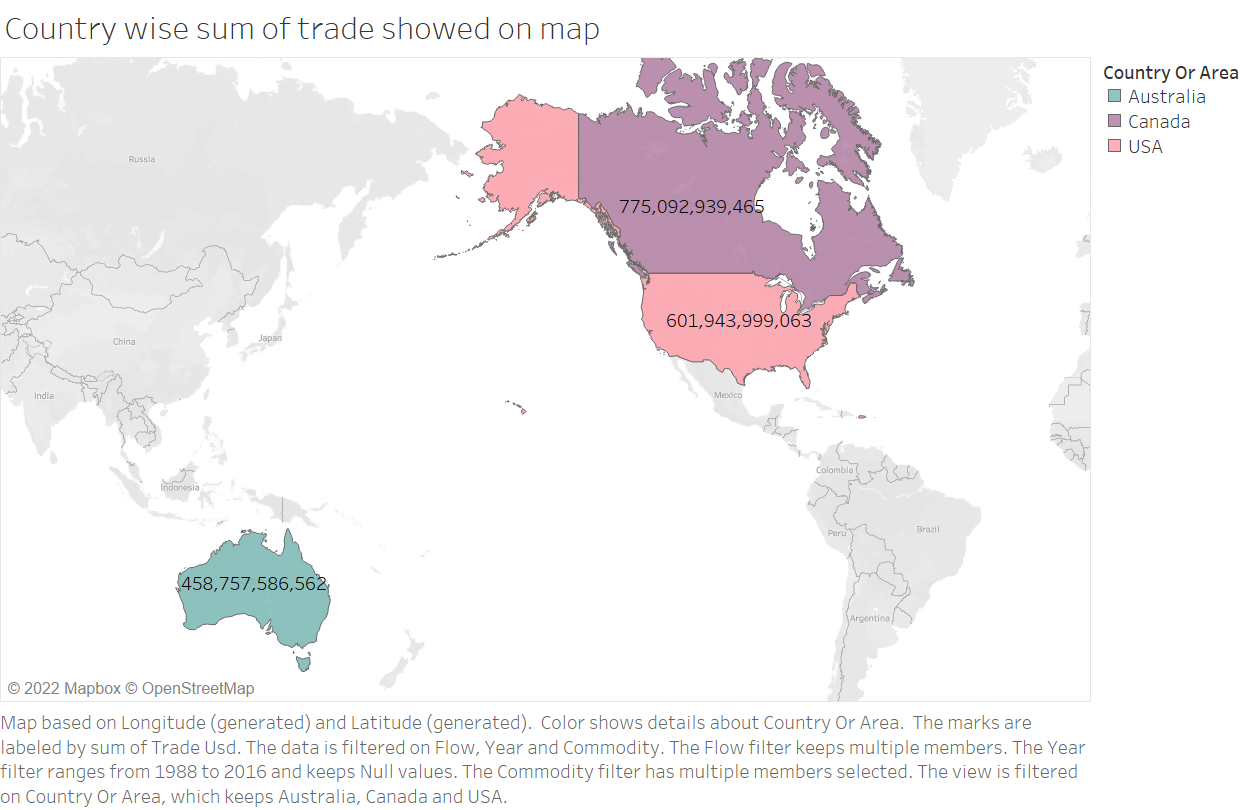 Country wise sum of trade showed on map
Country Or Area
Australia
Canada
USA
Russia
775,092,939,465
601,943,999,063
China
Japan
India
Mexico
Colombia
Indonesia
Brazil
Peru
458,757,586,562
Argentina
© 2022 Mapbox © OpenStreetMap
Map based on Longitude (generated) and Latitude (generated).  Color shows details about Country Or Area.  The marks are
labeled by sum of Trade Usd. The data is filtered on Flow, Year and Commodity. The Flow filter keeps multiple members. The Year
filter ranges from 1988 to 2016 and keeps Null values. The Commodity filter has multiple members selected. The view is filtered
on Country Or Area, which keeps Australia, Canada and USA.